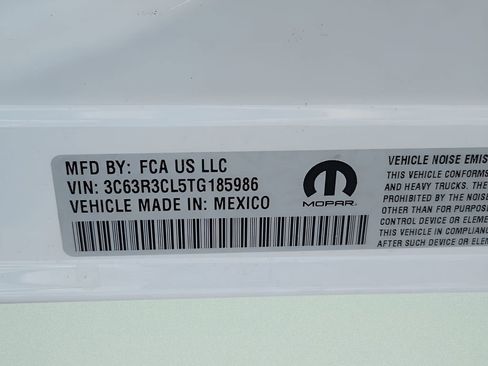 MFD BY: FCA US LLC
VIN: 3C63R3CL5TG185986
VEHICLE MADE IN: MEXICO
MOPAR
VEHICLE NOISE EMIS
THIS VEHICLE CONFORMS
AND HEAVY TRUCKS. THE
PROHIBITED BY THE NOISE
OTHER THAN FOR PURPOSE
CONTROL DEVICE OR ELEME
THIS VEHICLE IN COMPLIANC
AFTER SUCH DEVICE OR ELEM